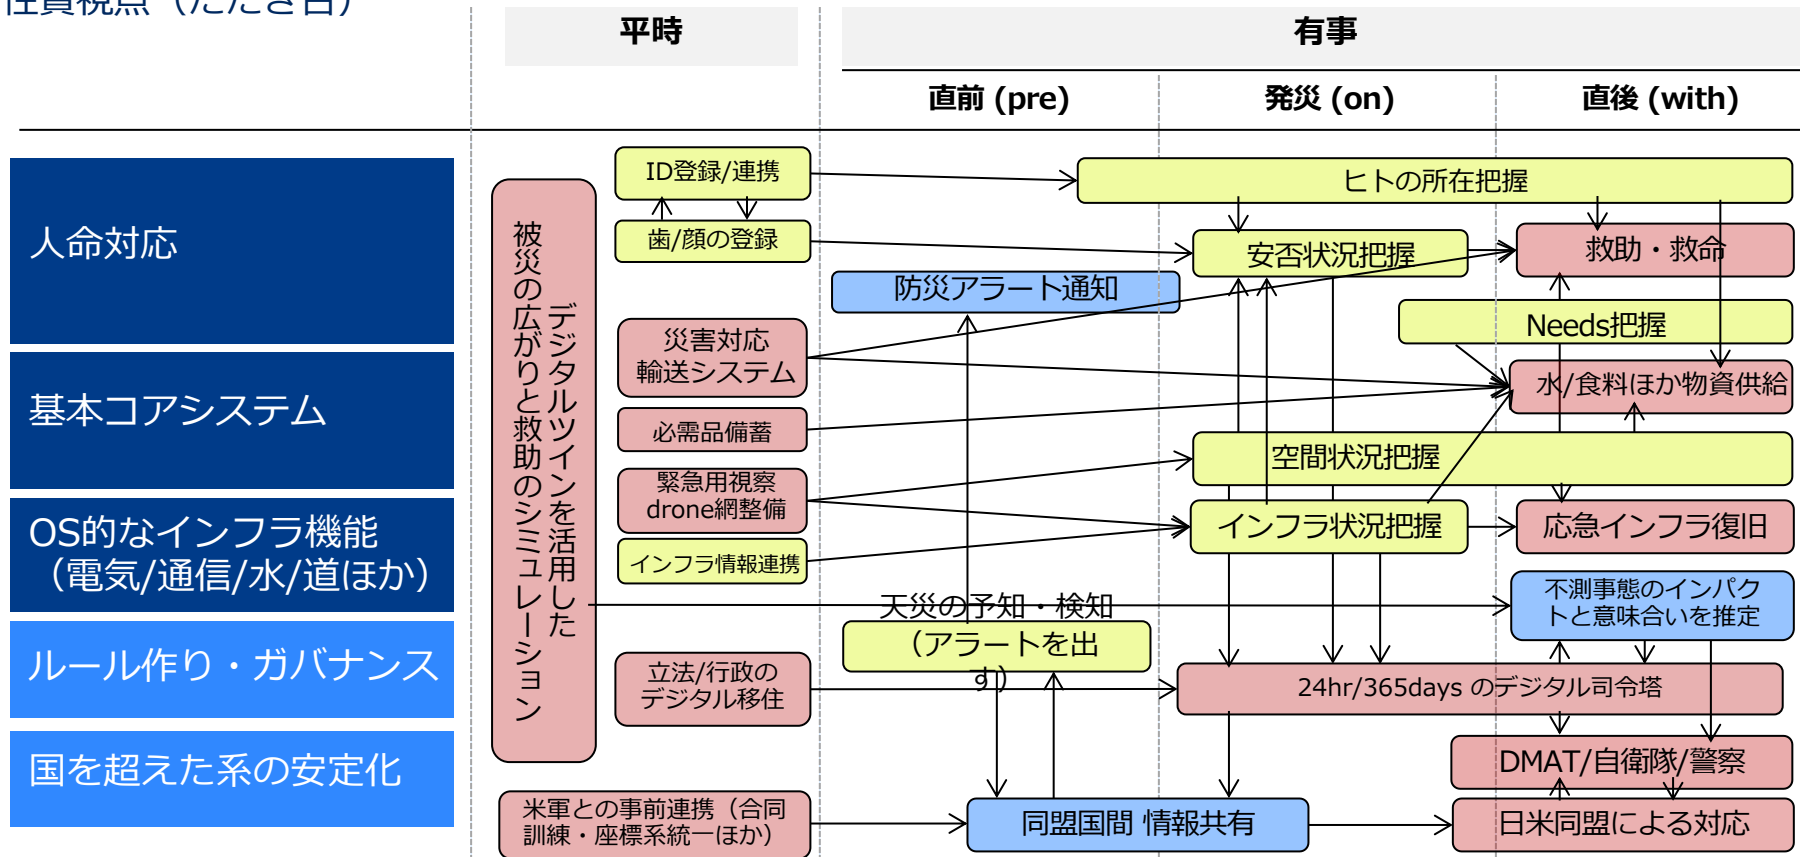 住貧視点（たたき台）
平時
有事
直前 (pre)
発災 (on)
直後 (with)
人命対応
基本コアシステム
OS的なインフラ機能
（電気/通信/水/道ほか）
ルール作り・ガバナンス
国を超えた系の安定化
デジタルツインを活用した
被災の広がりと救助のシミュレーション
ID登録/連携
歯/顔の登録
災害対応
輸送システム
必需品備蓄
緊急用視察
drone網整備
インフラ情報連携
立法/行政の
デジタル移住
米軍との事前連携（合同
訓練・座標系統一ほか）
防災アラート通知
天災の予知・検知
（アラートを出
す）
同盟国間 情報共有
ヒトの所在把握
安否状況把握
救助・救命
Needs把握
水/食料ほか物資供給
空間状況把握
インフラ状況把握
応急インフラ復旧
不測事態のインパク
トと意味合いを推定
24hr/365days のデジタル司令塔
DMAT/自衛隊/警察
日米同盟による対応